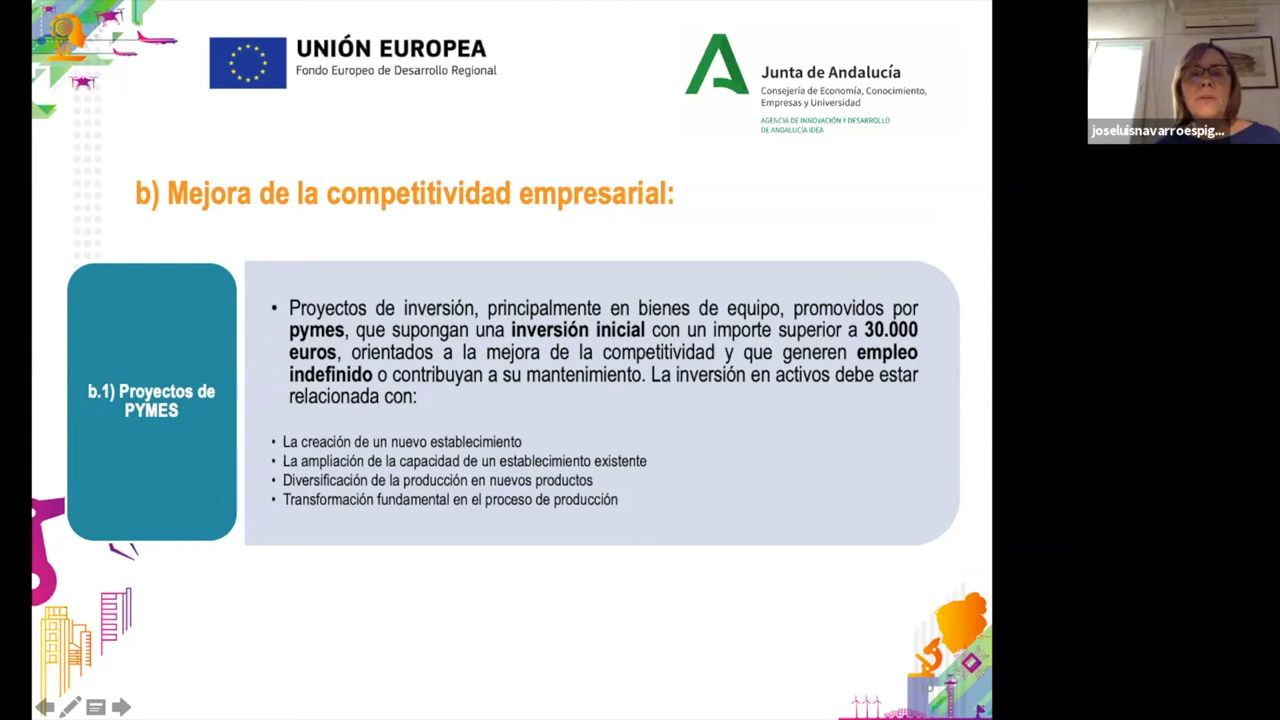 UNIÓN EUROPEA
Fondo Europeo de Desarrollo Regional
Junta de Andalucía
Consejería de Economía, Conocimiento,
Empresas y Universidad
AGENCIA DE INNOVACIÓN Y DESARROLLO
DE ANDALUCÍA IDEA
joseluisnavarroespig...
b) Mejora de la competitividad empresarial:
b.1) Proyectos de
PYMES
• Proyectos de inversión, principalmente en bienes de equipo, promovidos por
pymes, que supongan una inversión inicial con un importe superior a 30.000
euros, orientados a la mejora de la competitividad y que generen empleo
indefinido o contribuyan a su mantenimiento. La inversión en activos debe estar
relacionada con:
• La creación de un nuevo establecimiento
• La ampliación de la capacidad de un establecimiento existente
• Diversificación de la producción en nuevos productos
• Transformación fundamental en el proceso de producción